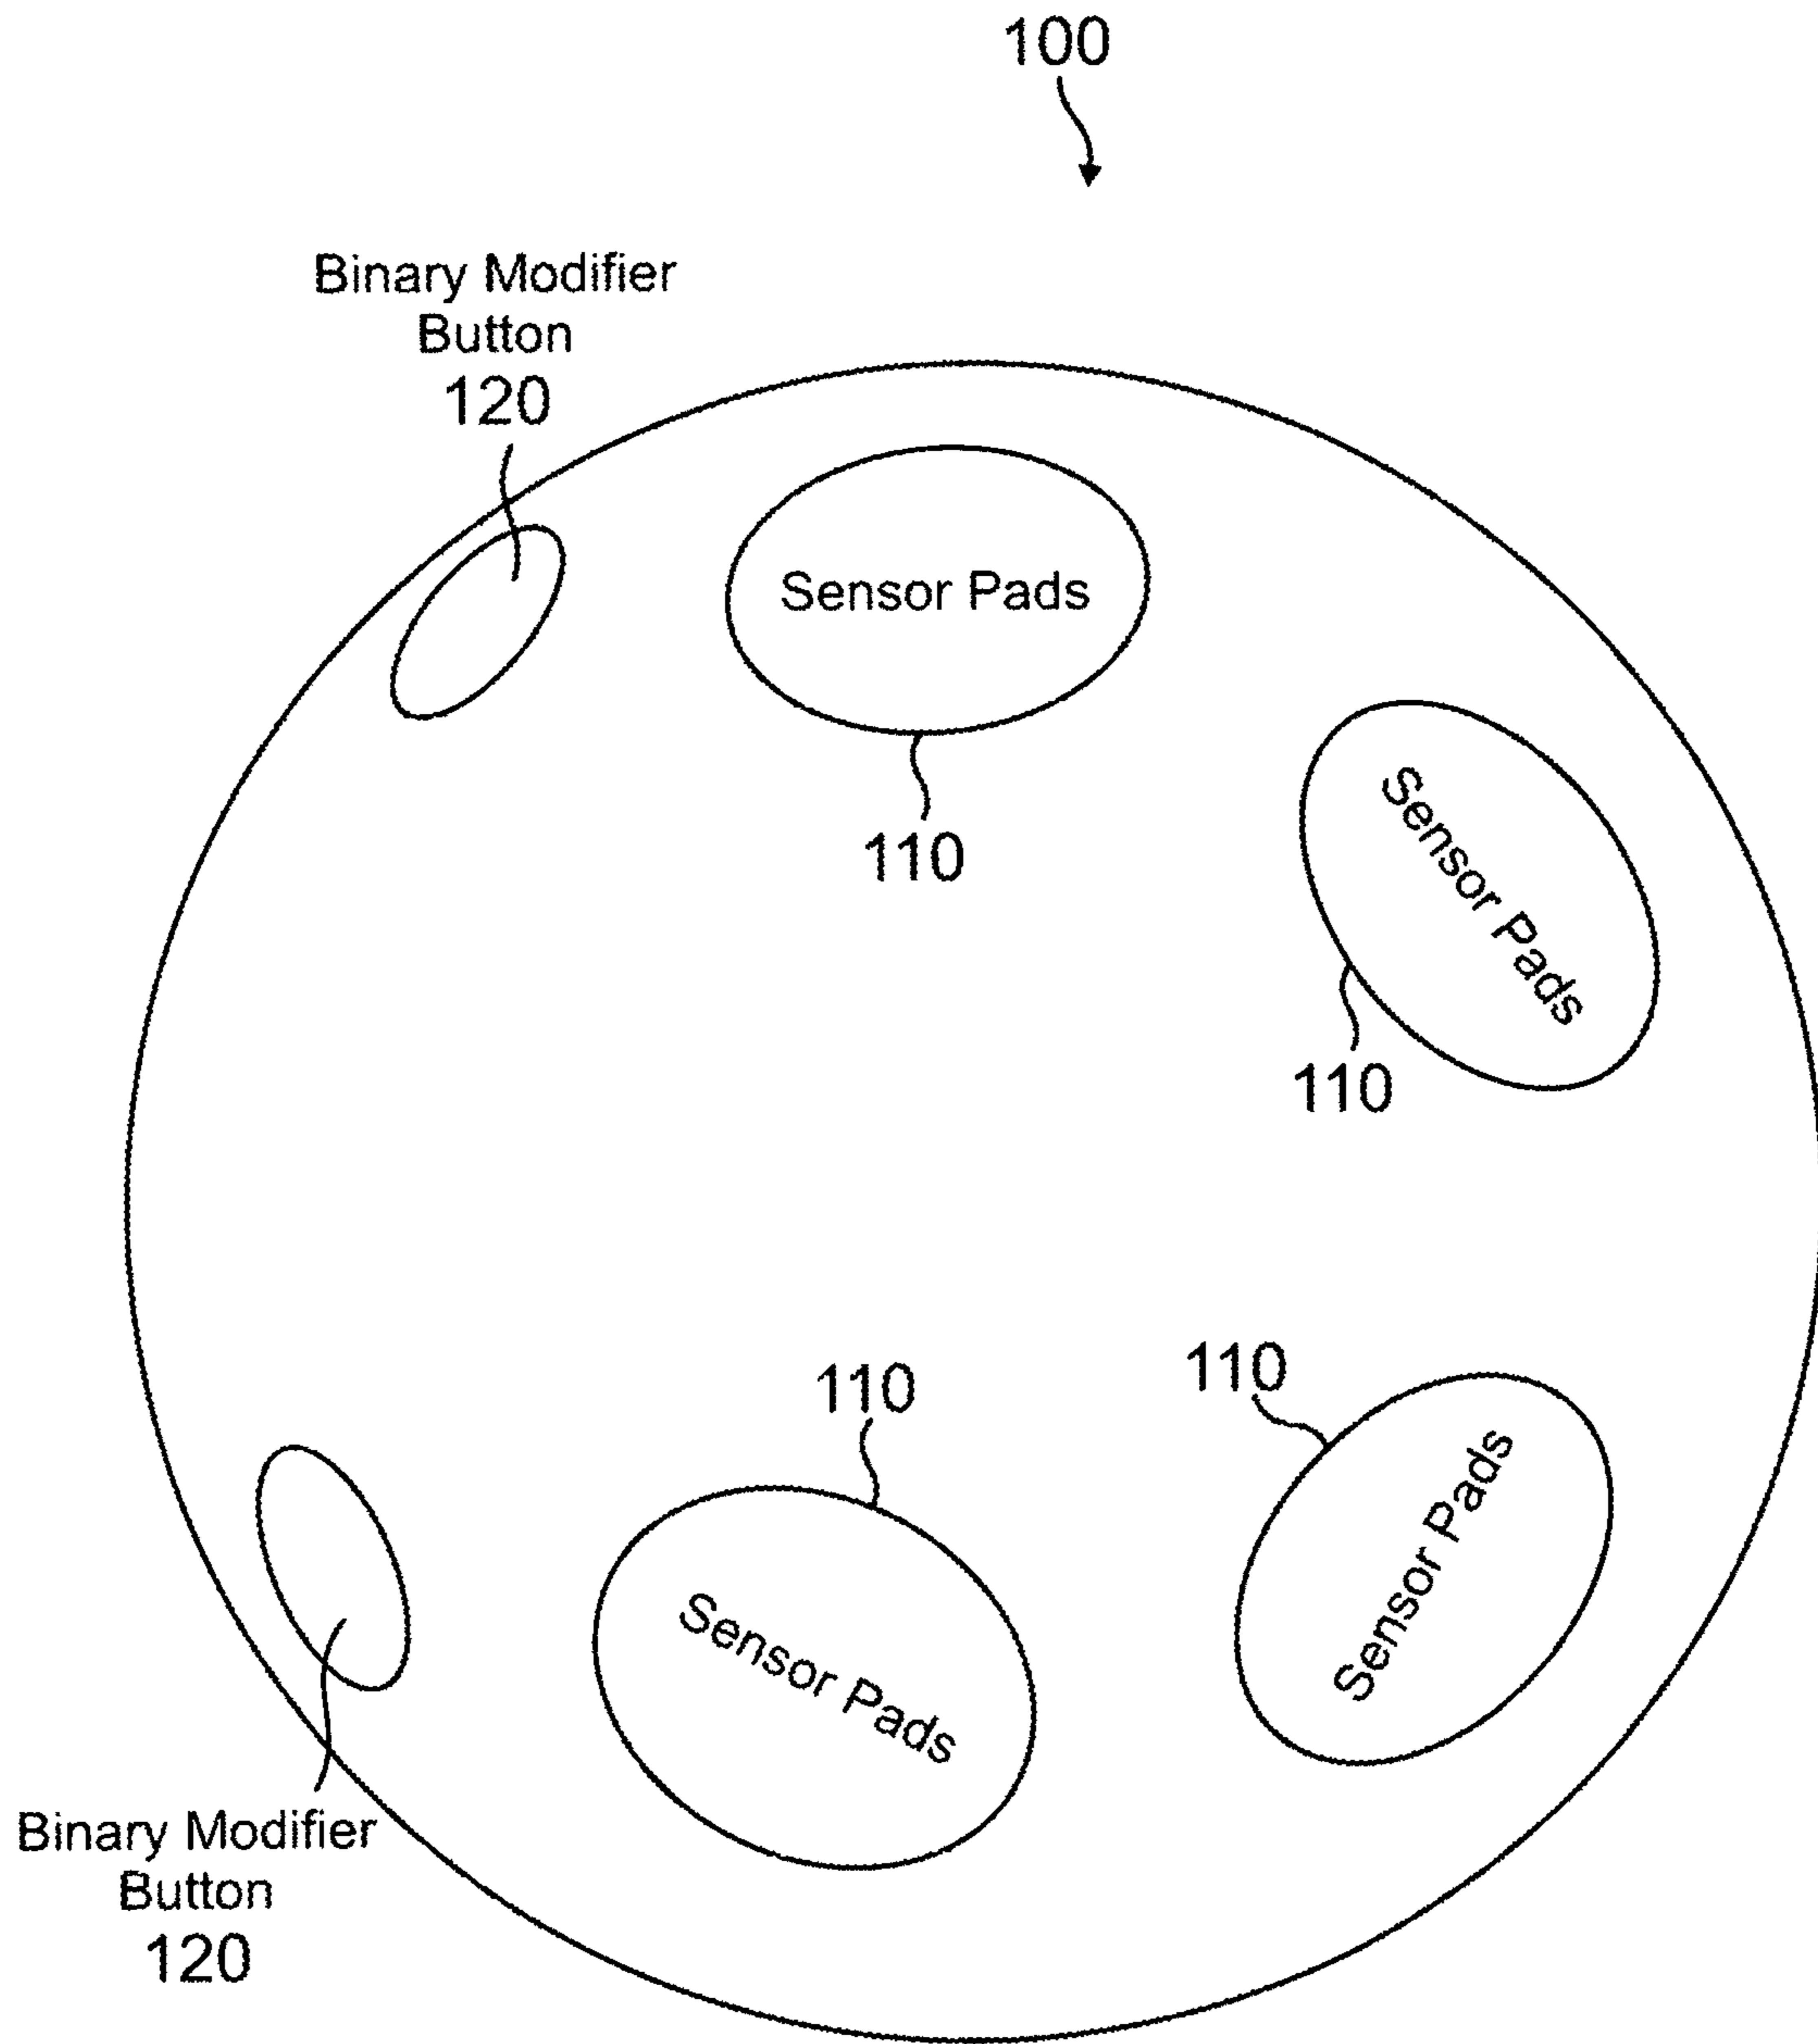 100
Binary Modifier
Button
120
Sensor Pads
110
Sensor Pads
110
110
Sensor Pads
110
Sensor Pads
Binary Modifier
Button
120